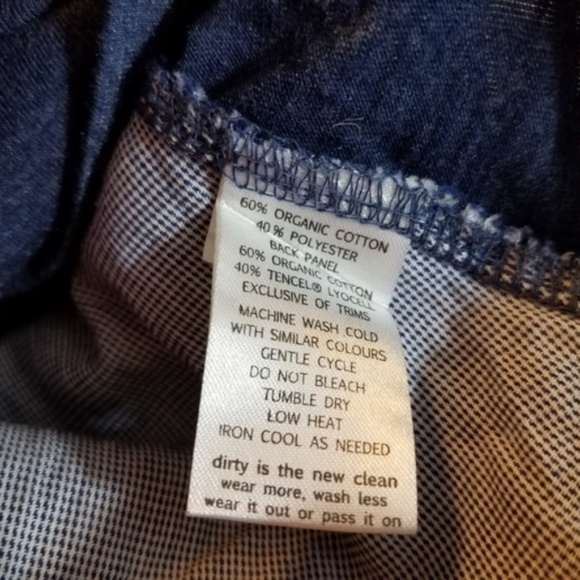 60% ORGANIC COTTON
40% POLYESTER
BACK PANEL
60% ORGANIC COTTON
40% TENCEL® LYOCELL
EXCLUSIVE OF TRIMS
MACHINE WASH COLD
WITH SIMILAR COLOURS
GENTLE CYCLE
DO NOT BLEACH
TUMBLE DRY
LOW HEAT
IRON COOL AS NEEDED
dirty is the new clean
wear more, wash less
wear it out or pass it on